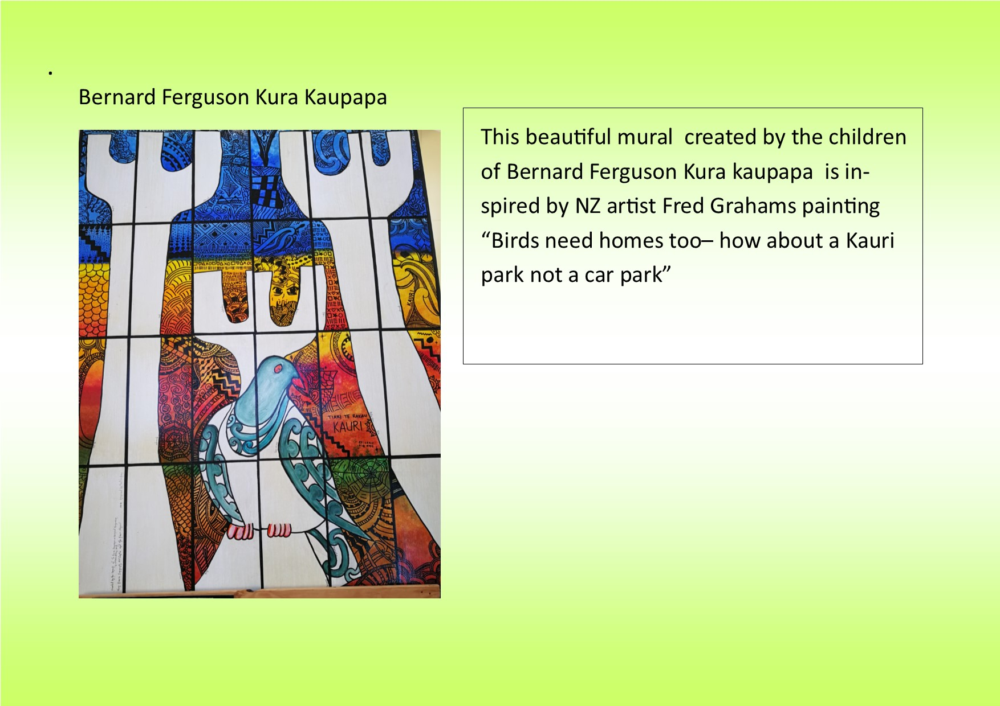 .
Bernard Ferguson Kura Kaupapa
This beautiful mural  created by the children
of Bernard Ferguson Kura kaupapa  is in-
spired by NZ artist Fred Grahams painting
“Birds need homes too– how about a Kauri
park not a car park”
KAURI
TIAKI TE RAKAU
KAURI